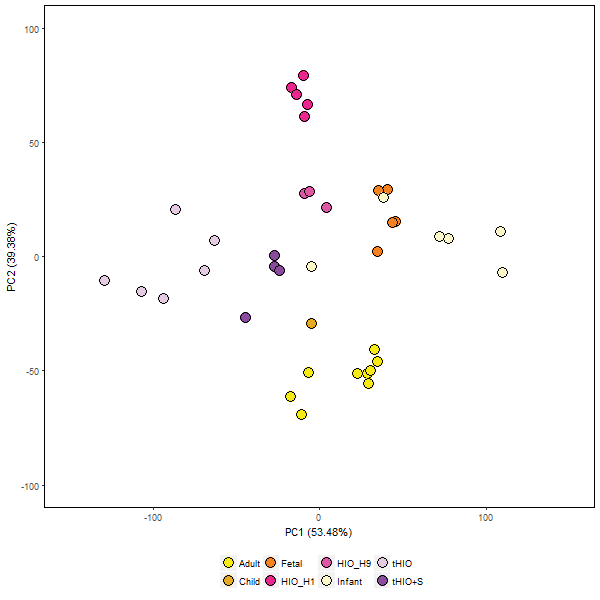 100
50
0
-50
-100
PC2 (39.38%)
-100 0 100
PC1 (53.48%)
Adult Fetal HIO_H9 tHIO
Child HIO_H1 Infant tHIO+S